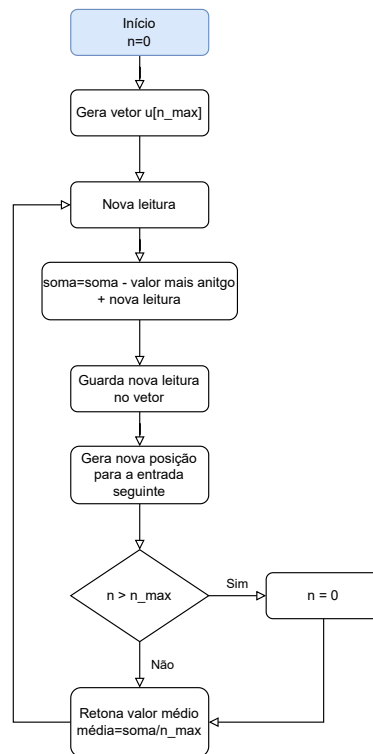 Início
n=0
Gera vetor u[n_max]
Nova leitura
soma=soma - valor mais anitgo
+ nova leitura
Guarda nova leitura
no vetor
Gera nova posição
para a entrada
seguinte
n > n_max
Sim
n = 0
Não
Retona valor médio
média=soma/n_max